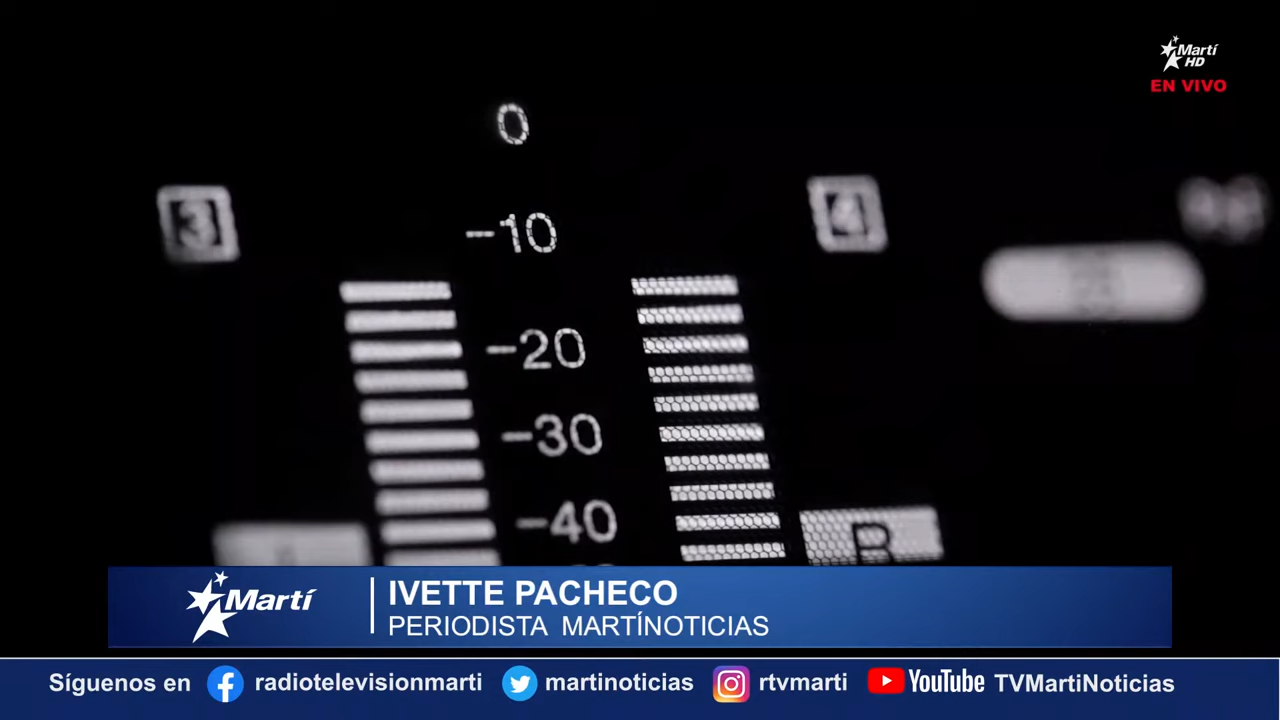 Martí
HD
EN VIVO
0
3
-10
4
-20
-30
-40
R
Martí
IVETTE PACHECO
PERIODISTA MARTÍNOTICIAS
Síguenos en radiotelevisionmarti martinoticias rtvmarti YouTube TVMartiNoticias